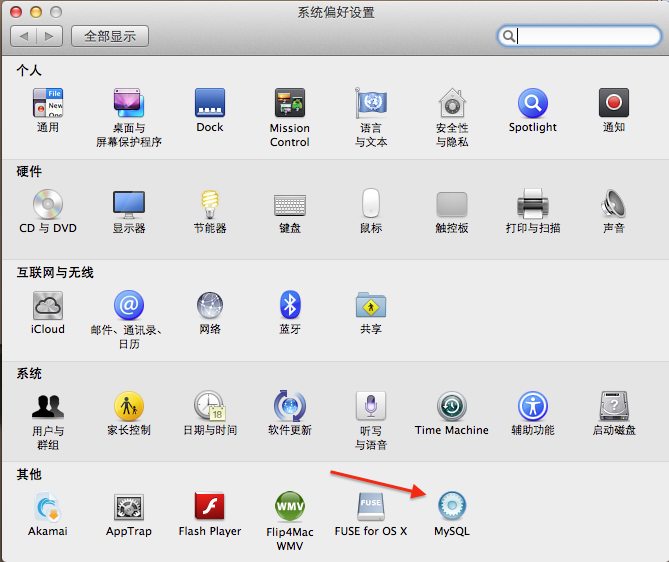 系统偏好设置
全部显示
个人
File
New
One
通用
桌面与
屏幕保护程序
Dock
Mission
Control
语言
与文本
安全性
与隐私
Spotlight
通知
硬件
CD 与 DVD
显示器
节能器
键盘
鼠标
触控板
打印与扫描
声音
互联网与无线
@
iCloud
邮件、通讯录、
日历
网络
蓝牙
共享
系统
18
?
用户与
群组
家长控制
日期与时间
软件更新
听写
与语音
Time Machine
辅助功能
启动磁盘
其他
WMV
FUSE
Akamai
AppTrap
Flash Player
Flip4Mac
WMV
FUSE for OS X
MySQL